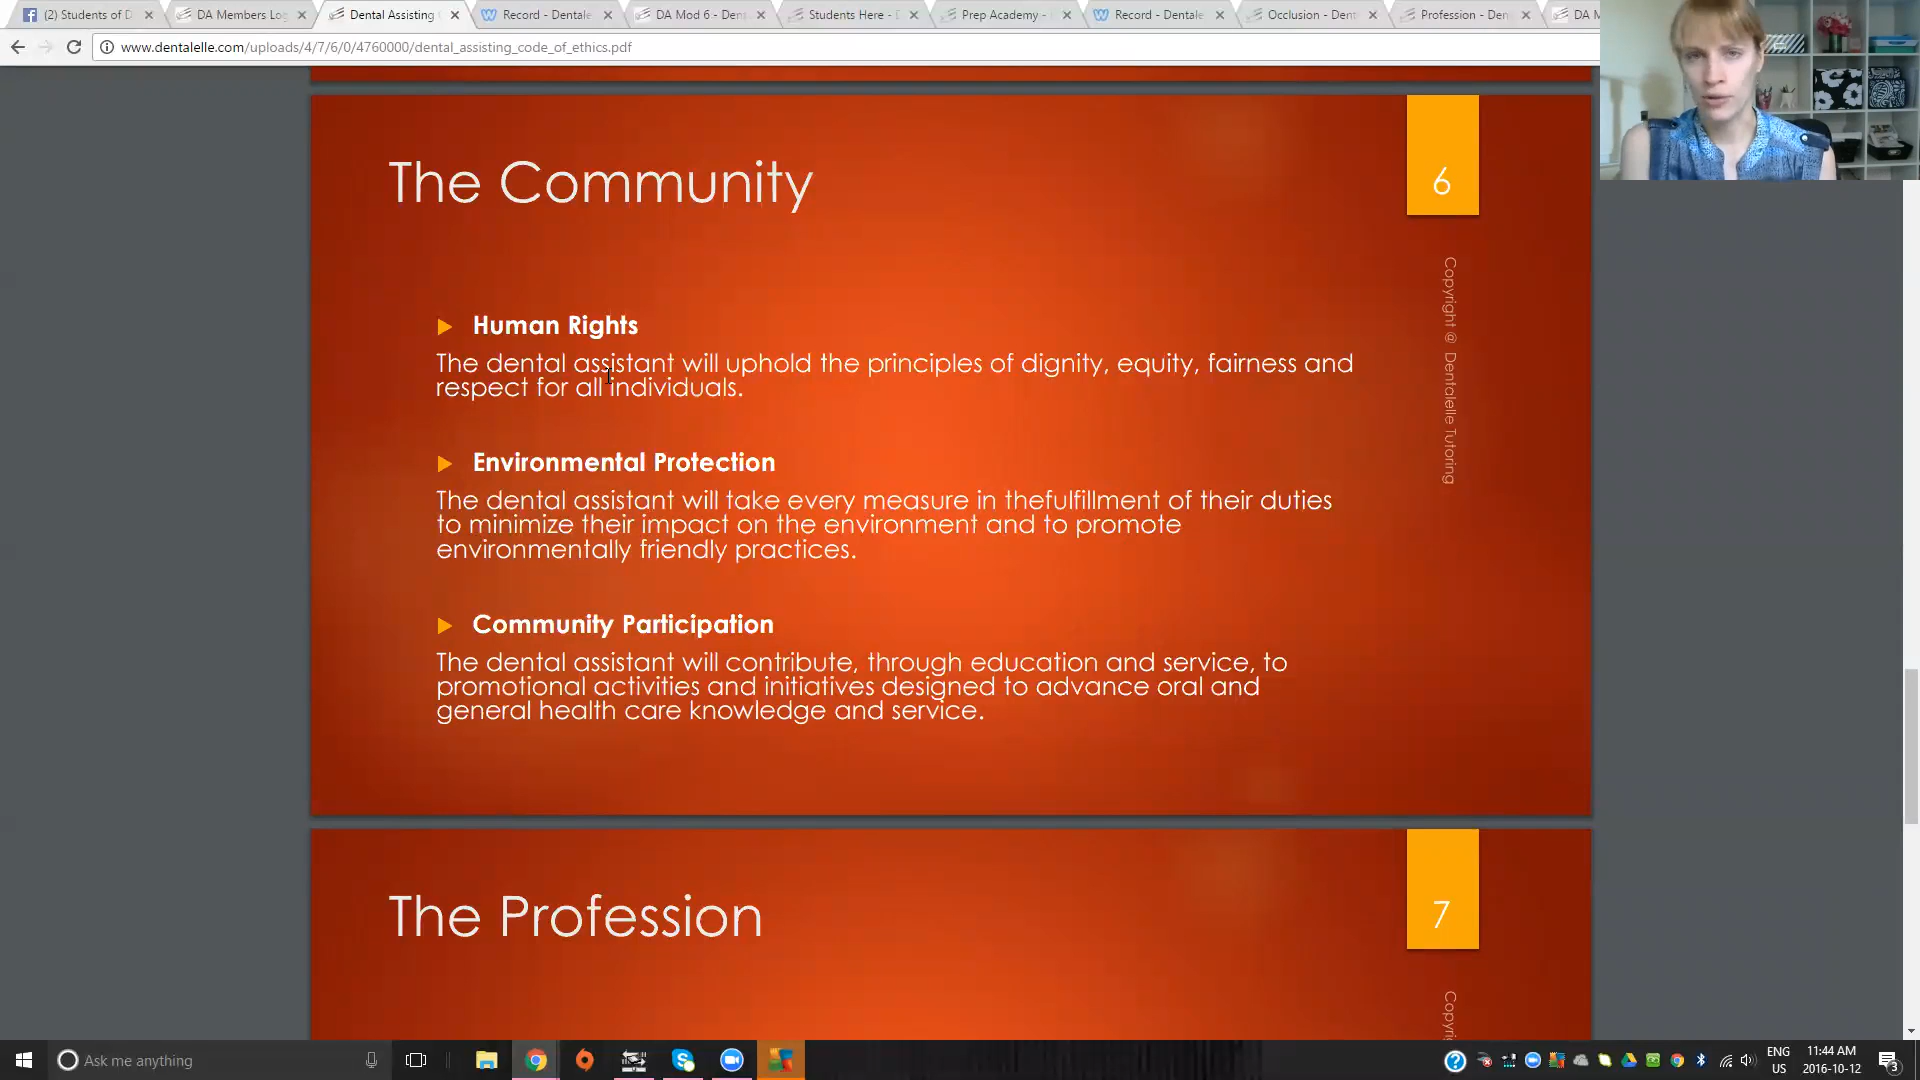 (2) Students of D
DA Members Log
Dental Assisting
Record - Dentale
DA Mod 6 - Den
Students Here - D
Prep Academy -
Record - Dentale
Occlusion - Dent
Profession - Den
DA M
www.dentalelle.com/uploads/4/7/6/0/4760000/dental_assisting_code_of_ethics.pdf
The Community
6
Human Rights
The dental assistant will uphold the principles of dignity, equity, fairness and
respect for all individuals.
Environmental Protection
The dental assistant will take every measure in thefulfillment of their duties
to minimize their impact on the environment and to promote
environmentally friendly practices.
Community Participation
The dental assistant will contribute, through education and service, to
promotional activities and initiatives designed to advance oral and
general health care knowledge and service.
Copyright @ Dentalelle Tutoring
The Profession
7
Copyri
Ask me anything
ENG
US
11:44 AM
2016-10-12
3